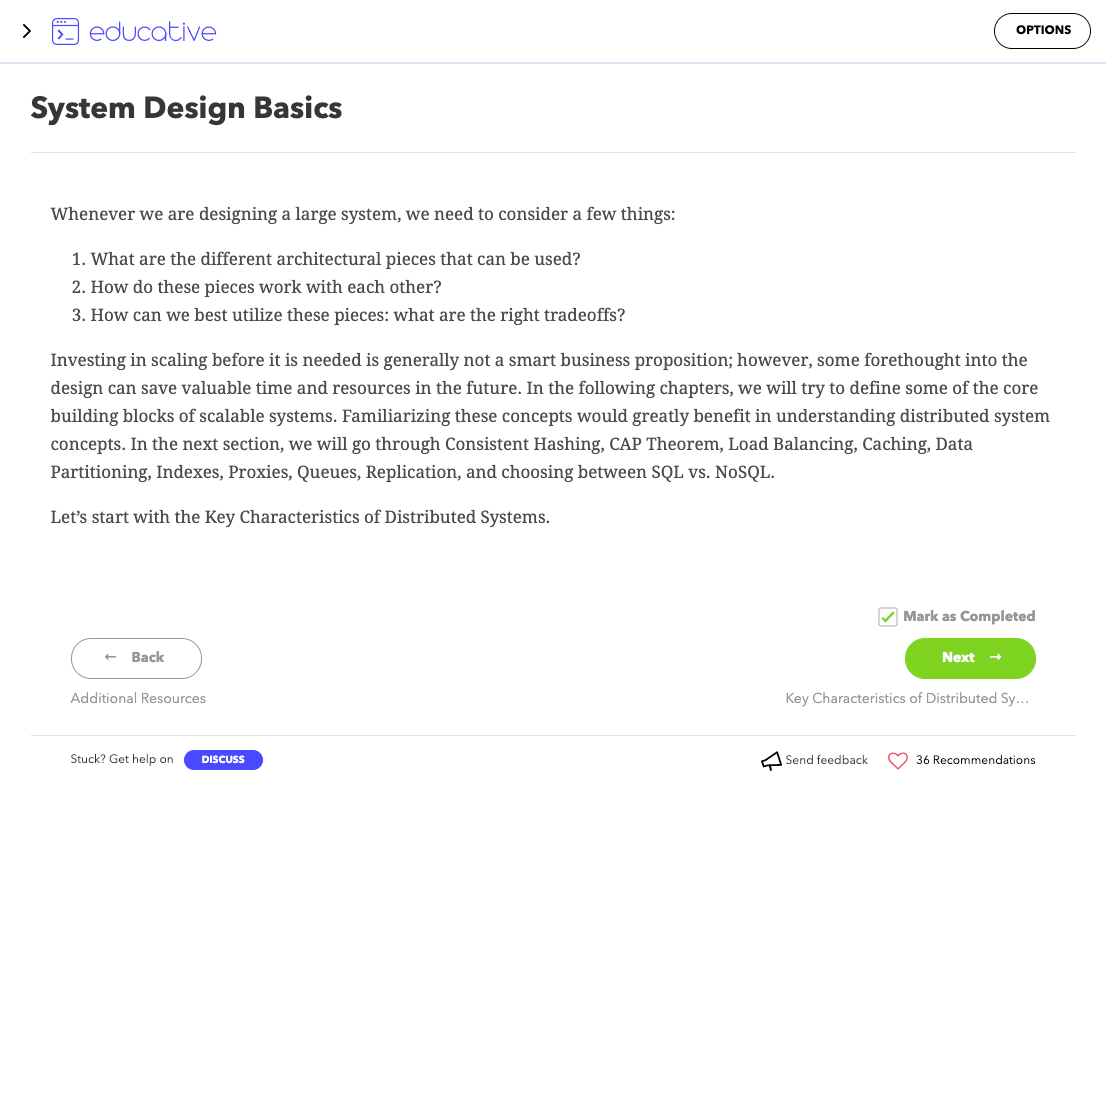 educative
OPTIONS
System Design Basics
Whenever we are designing a large system, we need to consider a few things:
1. What are the different architectural pieces that can be used?
2. How do these pieces work with each other?
3. How can we best utilize these pieces: what are the right tradeoffs?
Investing in scaling before it is needed is generally not a smart business proposition; however, some forethought into the
design can save valuable time and resources in the future. In the following chapters, we will try to define some of the core
building blocks of scalable systems. Familiarizing these concepts would greatly benefit in understanding distributed system
concepts. In the next section, we will go through Consistent Hashing, CAP Theorem, Load Balancing, Caching, Data
Partitioning, Indexes, Proxies, Queues, Replication, and choosing between SQL vs. NoSQL.
Let’s start with the Key Characteristics of Distributed Systems.
Mark as Completed
← Back
Next →
Additional Resources
Key Characteristics of Distributed Sy...
Stuck? Get help on DISCUSS
Send feedback
36 Recommendations